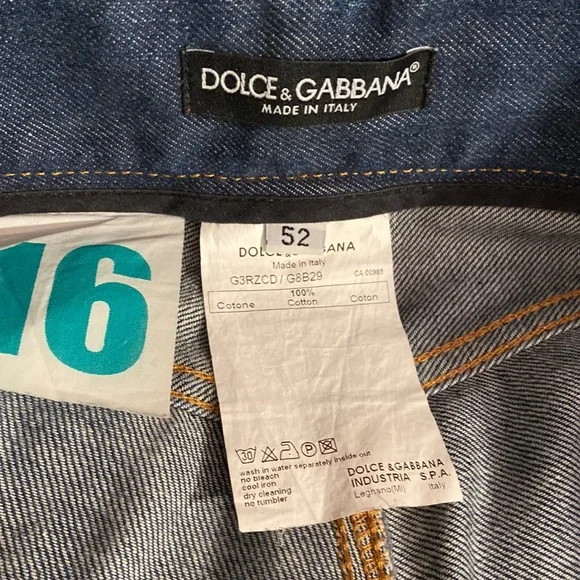 DOLCE & GABBANA®
MADE IN ITALY
16
52
DOLCE & GABBANA
Made in Italy
G3RZCD / G8B29 CA 00985
100%
Cotone Cotton Coton
30 P
wash in water separately inside out
no bleach
cool iron
dry cleaning
no tumbler
DOLCE & GABBANA
INDUSTRIA S.P.A.
Legnano(Mi) Italy